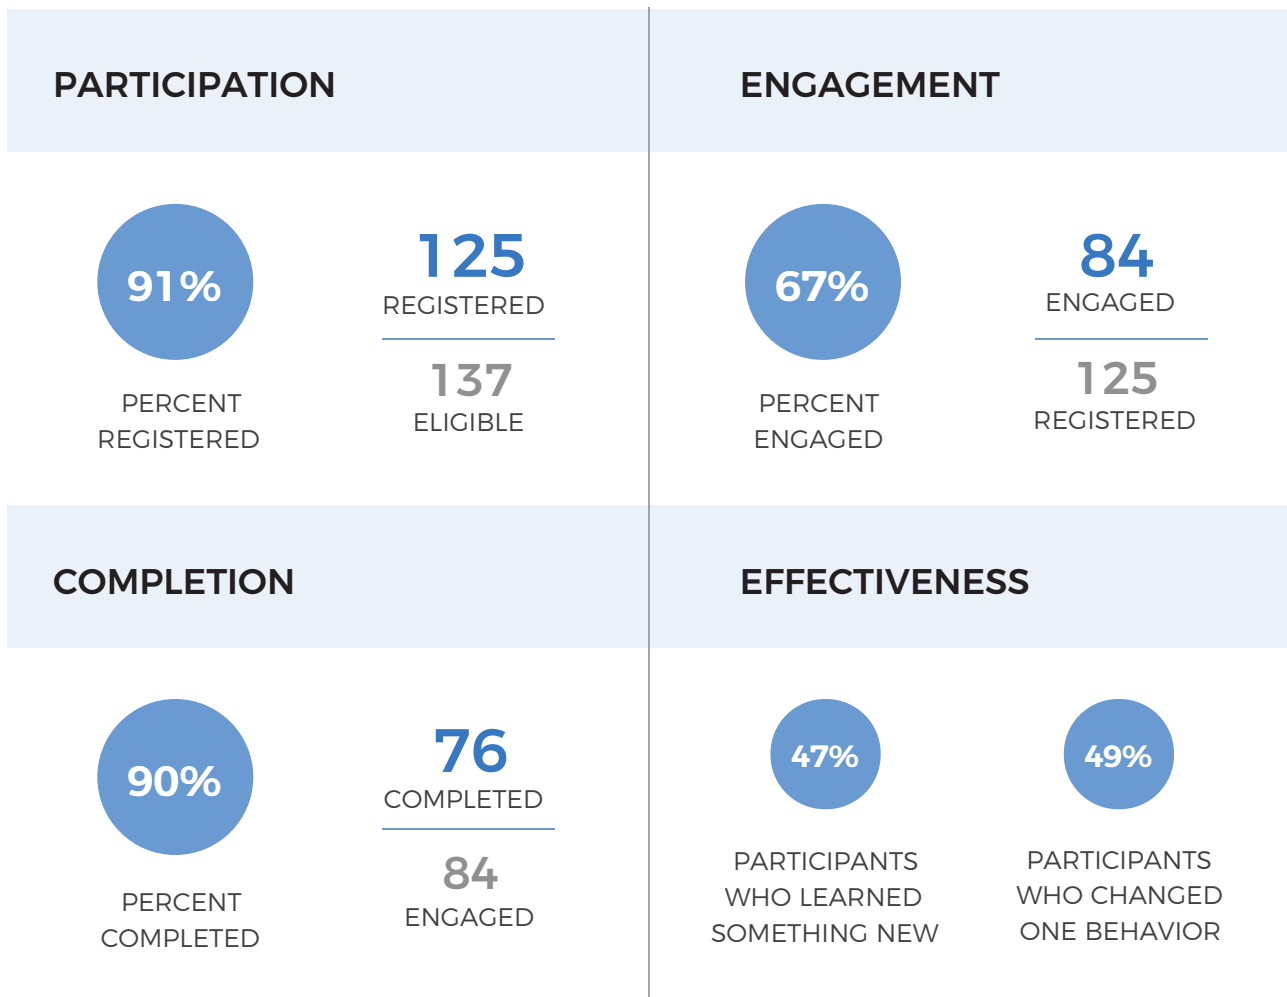 PARTICIPATION
91%
PERCENT
REGISTERED
125
REGISTERED
137
ELIGIBLE
ENGAGEMENT
67%
PERCENT
ENGAGED
84
ENGAGED
125
REGISTERED
COMPLETION
90%
PERCENT
COMPLETED
76
COMPLETED
84
ENGAGED
EFFECTIVENESS
47%
PARTICIPANTS
WHO LEARNED
SOMETHING NEW
49%
PARTICIPANTS
WHO CHANGED
ONE BEHAVIOR